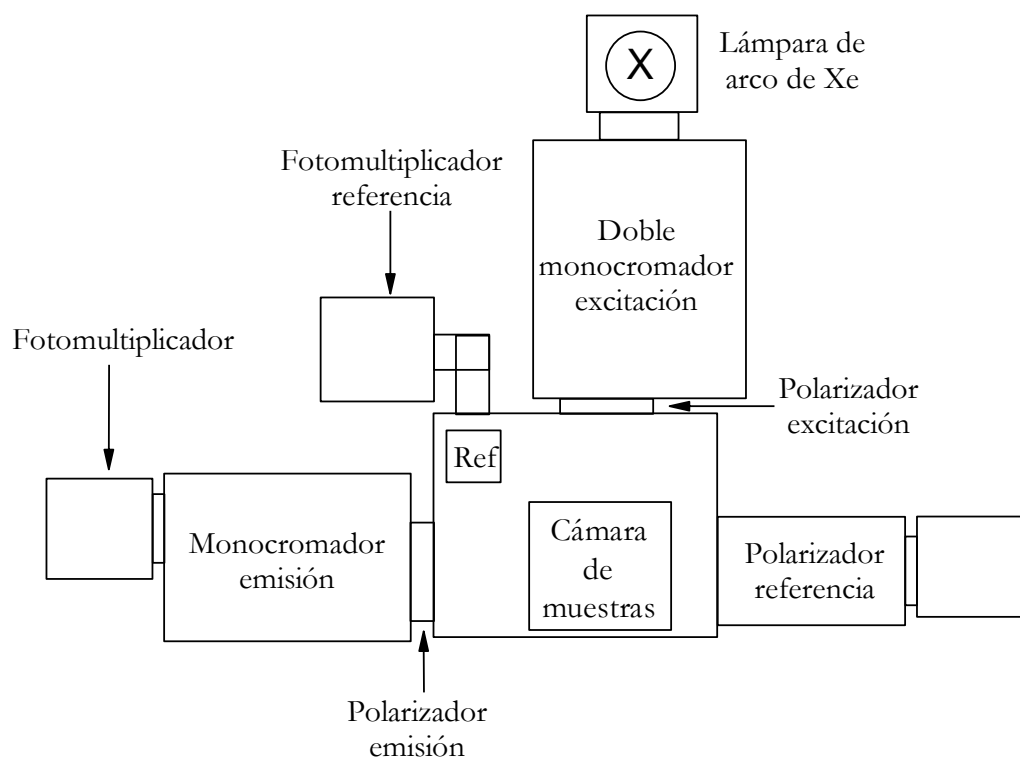 Lámpara de
arco de Xe
X
Fotomultiplicador
referencia
Doble
monocromador
excitación
Fotomultiplicador
Polarizador
excitación
Ref
Monocromador
emisión
Cámara
de
muestras
Polarizador
referencia
Polarizador
emisión